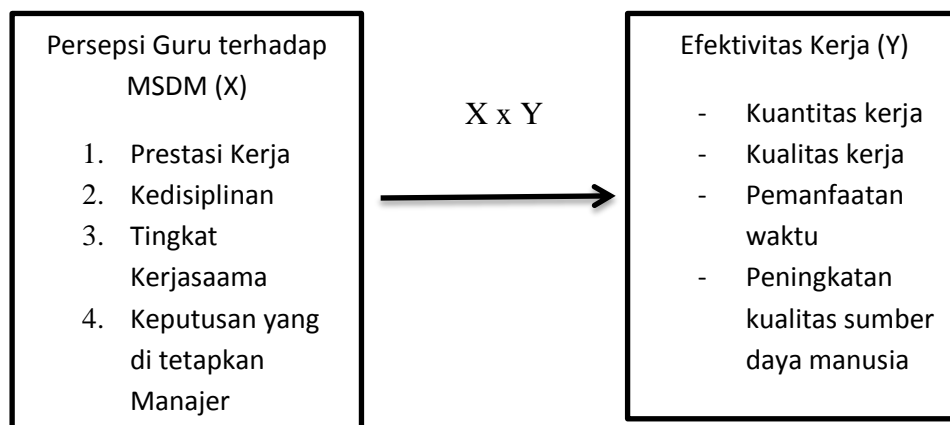 Persepsi Guru terhadap
MSDM (X)
1. Prestasi Kerja
2. Kedisiplinan
3. Tingkat
Kerjasaama
4. Keputusan yang
di tetapkan
Manajer
X x Y
Efektivitas Kerja (Y)
- Kuantitas kerja
- Kualitas kerja
- Pemanfaatan
waktu
- Peningkatan
kualitas sumber
daya manusia